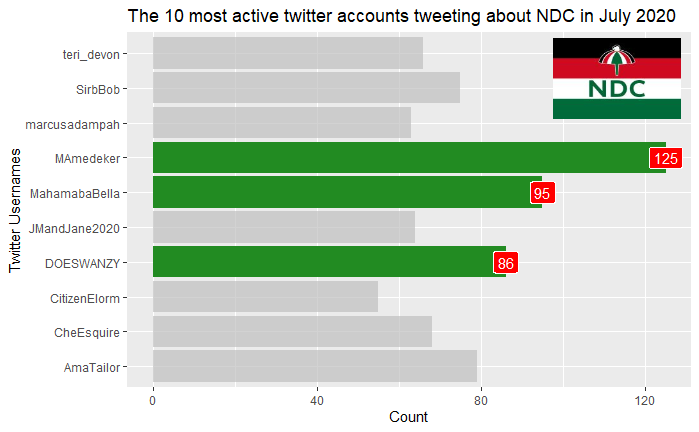 The 10 most active twitter accounts tweeting about NDC in July 2020
NDC
Twitter Usernames
teri_devon
SirbBob
marcusadampah
MAmedeker
125
MahamabaBella
95
JMandJane2020
DOESWANZY
86
CitizenElorm
CheEsquire
AmaTailor
0 40 80 120
Count